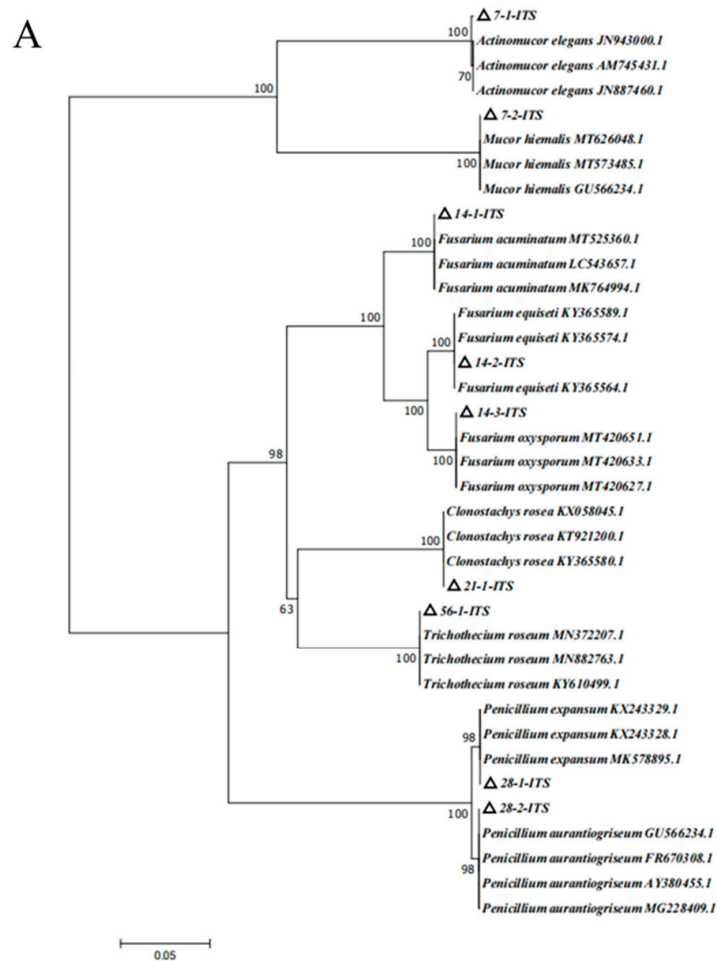 A
100
△ 7-1-ITS
Actinomucor elegans JN943000.1
Actinomucor elegans AM745431.1
70
Actinomucor elegans JN887460.1
100
△ 7-2-ITS
Mucor hiemalis MT626048.1
100
Mucor hiemalis MT573485.1
Mucor hiemalis GU566234.1
△ 14-1-ITS
100
Fusarium acuminatum MT525360.1
Fusarium acuminatum LC543657.1
Fusarium acuminatum MK764994.1
100
Fusarium equiseti KY365589.1
100
Fusarium equiseti KY365574.1
△ 14-2-ITS
Fusarium equiseti KY365564.1
100
△ 14-3-ITS
Fusarium oxysporum MT420651.1
100
Fusarium oxysporum MT420633.1
Fusarium oxysporum MT420627.1
98
Clonostachys rosea KX058045.1
100
Clonostachys rosea KT921200.1
Clonostachys rosea KY365580.1
△ 21-1-ITS
63
△ 56-1-ITS
Trichothecium roseum MN372207.1
100
Trichothecium roseum MN882763.1
Trichothecium roseum KY610499.1
Penicillium expansum KX243329.1
98
Penicillium expansum KX243328.1
Penicillium expansum MK578895.1
△ 28-1-ITS
100
△ 28-2-ITS
Penicillium aurantiogriseum GU566234.1
Penicillium aurantiogriseum FR670308.1
98
Penicillium aurantiogriseum AY380455.1
Penicillium aurantiogriseum MG228409.1
0.05